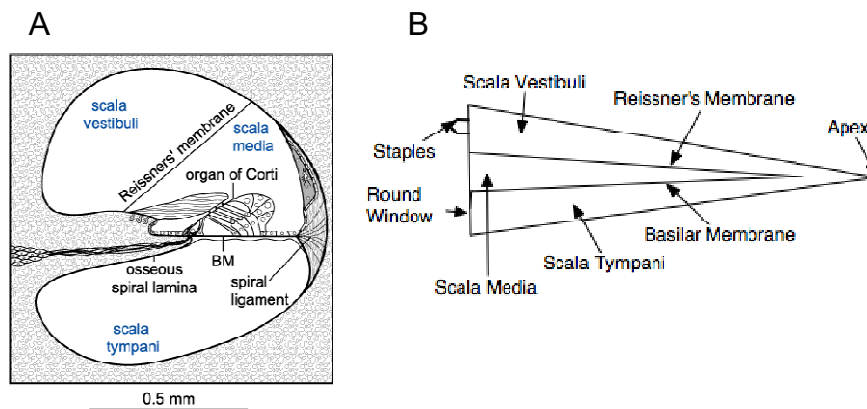 A
scala
vestibuli
Reissners' membrane
scala
media
organ of Corti
osseous
spiral lamina
BM
spiral
ligament
scala
tympani
0.5 mm
B
Scala Vestibuli
Reissner's Membrane
Apex
Staples
Round
Window
Basilar Membrane
Scala Tympani
Scala Media